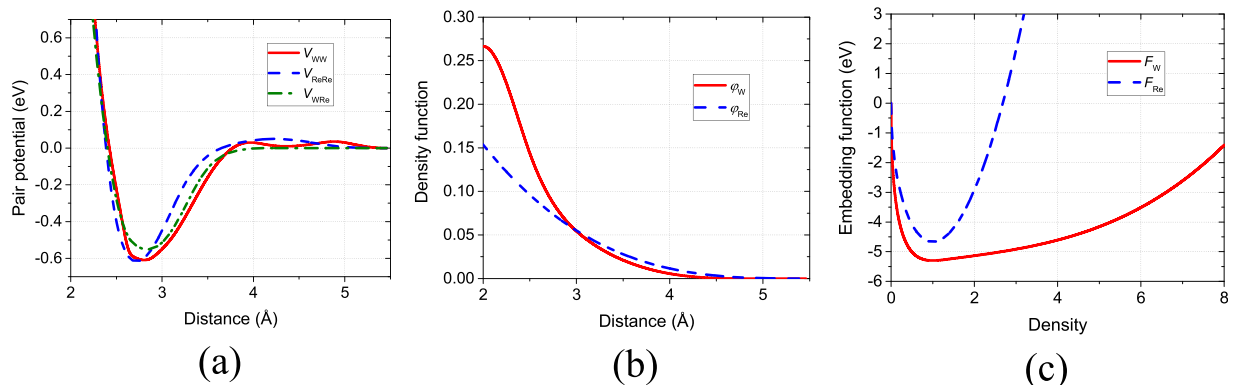 0.6
0.4
0.2
0.0
-0.2
-0.4
-0.6
2
3
4
5
Pair potential (eV)
Distance (Å)
V_WW
V_ReRe
V_WRe
(a)
0.30
0.25
0.20
0.15
0.10
0.05
0.00
2
3
4
5
Density function
Distance (Å)
φ_W
φ_Re
(b)
3
2
1
0
-1
-2
-3
-4
-5
-6
0
2
4
6
8
Embedding function (eV)
Density
F_W
F_Re
(c)